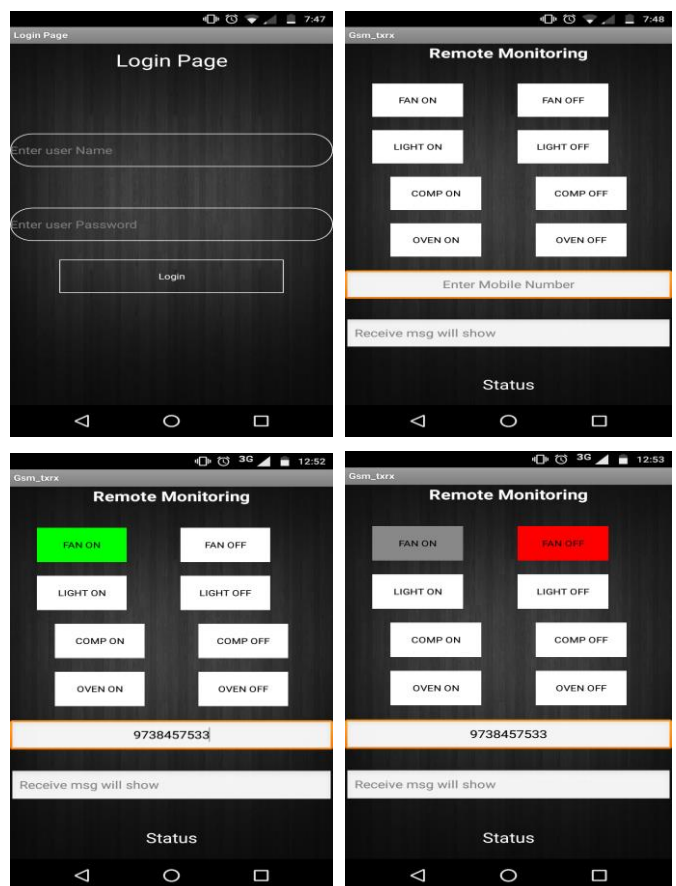 7:47
Login Page
Login Page
Enter user Name
Enter user Password
Login
7:48
Gsm_txrx
Remote Monitoring
FAN ON FAN OFF
LIGHT ON LIGHT OFF
COMP ON COMP OFF
OVEN ON OVEN OFF
Enter Mobile Number
Receive msg will show
Status
3G 12:52
Gsm_txrx
Remote Monitoring
FAN ON FAN OFF
LIGHT ON LIGHT OFF
COMP ON COMP OFF
OVEN ON OVEN OFF
9738457533
Receive msg will show
Status
3G 12:53
Gsm_txrx
Remote Monitoring
FAN ON FAN OFF
LIGHT ON LIGHT OFF
COMP ON COMP OFF
OVEN ON OVEN OFF
9738457533
Receive msg will show
Status